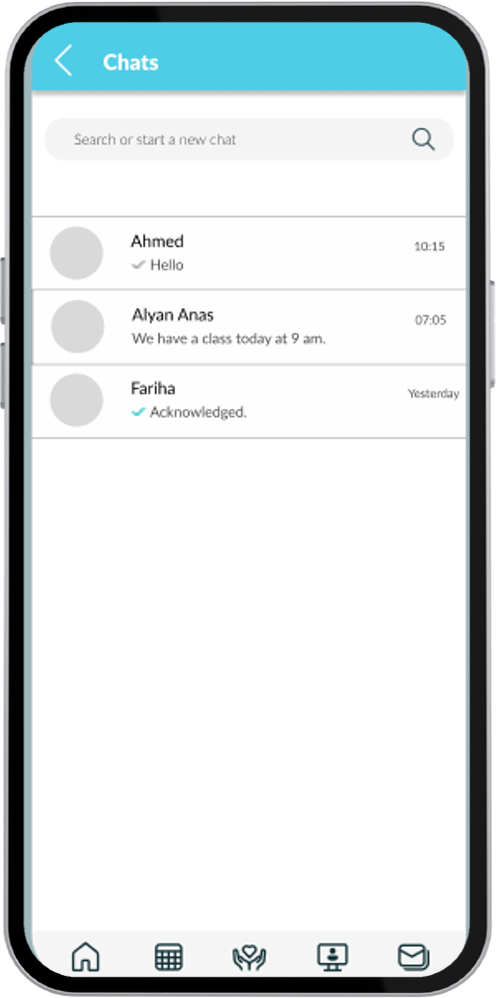 Chats
Search or start a new chat
Ahmed
10:15
Hello
Alyan Anas
07:05
We have a class today at 9 am.
Fariha
Yesterday
Acknowledged.